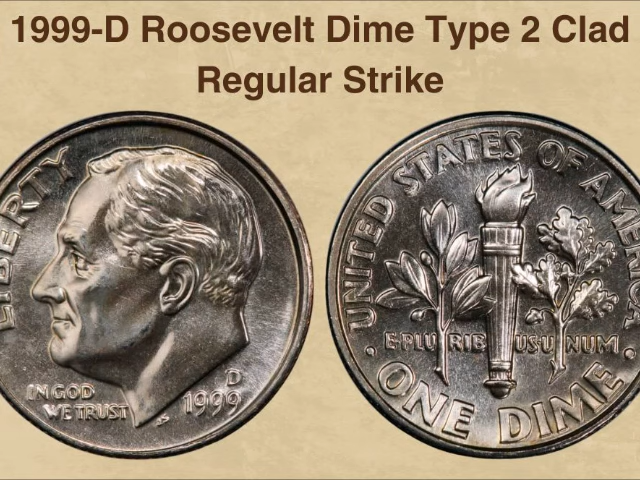 1999-D Roosevelt Dime Type 2 Clad
Regular Strike
LIBERTY
IN GOD
WE TRUST
D
1999
UNITED STATES OF AMERICA
E PLURIBUS UNUM
ONE DIME